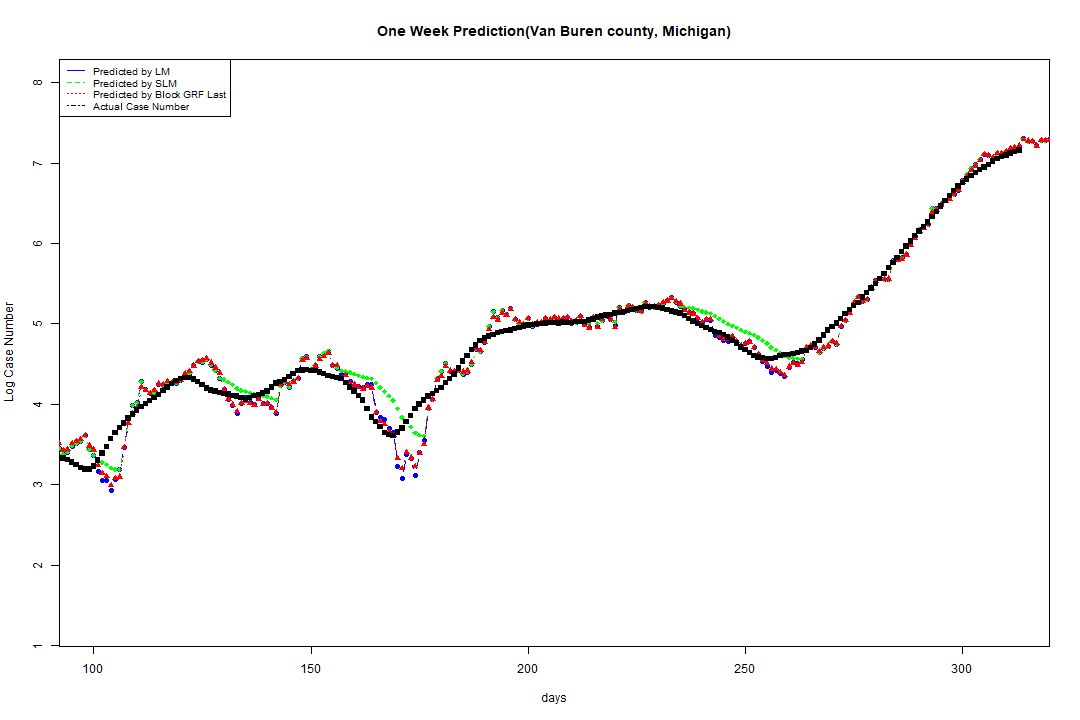 One Week Prediction(Van Buren county, Michigan)
Predicted by LM
Predicted by SLM
Predicted by Block GRF Last
Actual Case Number
8
7
6
5
4
3
2
1
Log Case Number
100 150 200 250 300
days